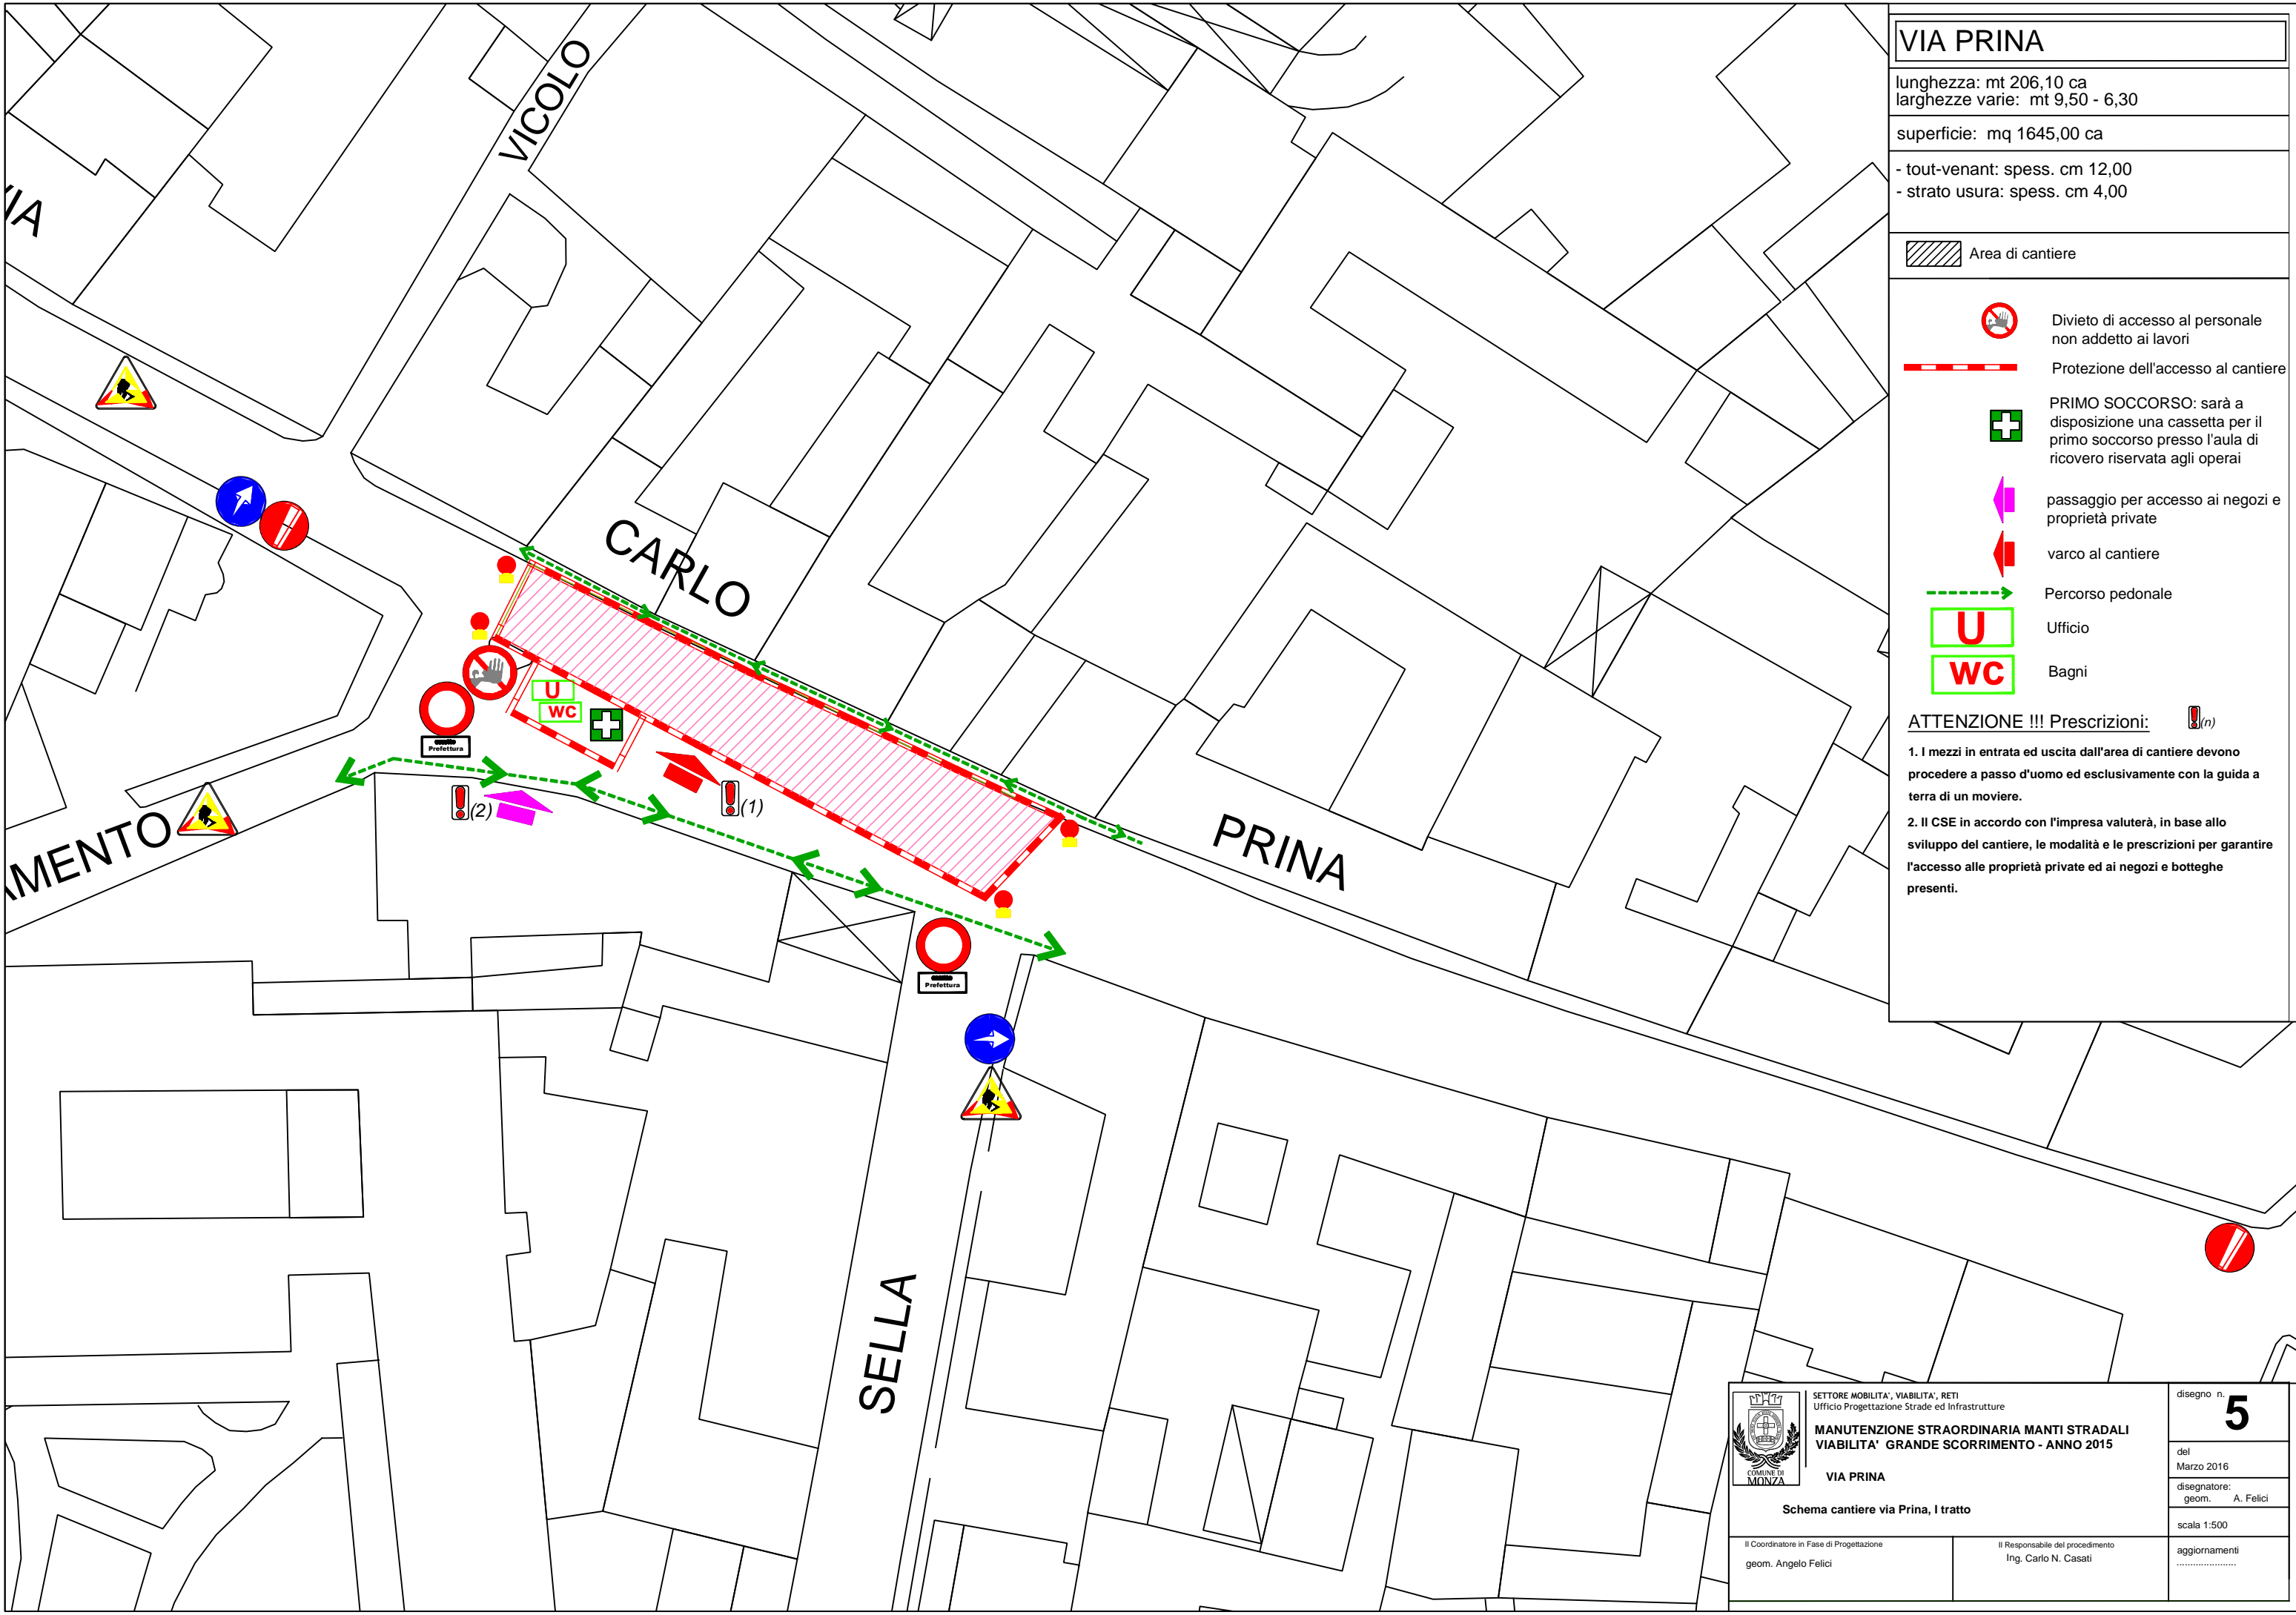 VIA
VICOLO
CARLO
PRINA
AMENTO
SELLA
U
WC
Prefettura
(2)
(1)
Prefettura
VIA PRINA
lunghezza: mt 206,10 ca
larghezze varie: mt 9,50 - 6,30
superficie: mq 1645,00 ca
- tout-venant: spess. cm 12,00
- strato usura: spess. cm 4,00
Area di cantiere
Divieto di accesso al personale
non addetto ai lavori
Protezione dell'accesso al cantiere
PRIMO SOCCORSO: sarà a
disposizione una cassetta per il
primo soccorso presso l'aula di
ricovero riservata agli operai
passaggio per accesso ai negozi e
proprietà private
varco al cantiere
Percorso pedonale
U
Ufficio
WC
Bagni
ATTENZIONE !!! Prescrizioni: (n)
1. I mezzi in entrata ed uscita dall'area di cantiere devono
procedere a passo d'uomo ed esclusivamente con la guida a
terra di un moviere.
2. Il CSE in accordo con l'impresa valuterà, in base allo
sviluppo del cantiere, le modalità e le prescrizioni per garantire
l'accesso alle proprietà private ed ai negozi e botteghe
presenti.
COMUNE DI
MONZA
SETTORE MOBILITA', VIABILITA', RETI
Ufficio Progettazione Strade ed Infrastrutture
MANUTENZIONE STRAORDINARIA MANTI STRADALI
VIABILITA' GRANDE SCORRIMENTO - ANNO 2015
VIA PRINA
Schema cantiere via Prina, I tratto
disegno n.
5
del
Marzo 2016
disegnatore:
geom. A. Felici
scala 1:500
aggiornamenti
......................
Il Coordinatore in Fase di Progettazione
geom. Angelo Felici
Il Responsabile del procedimento
Ing. Carlo N. Casati